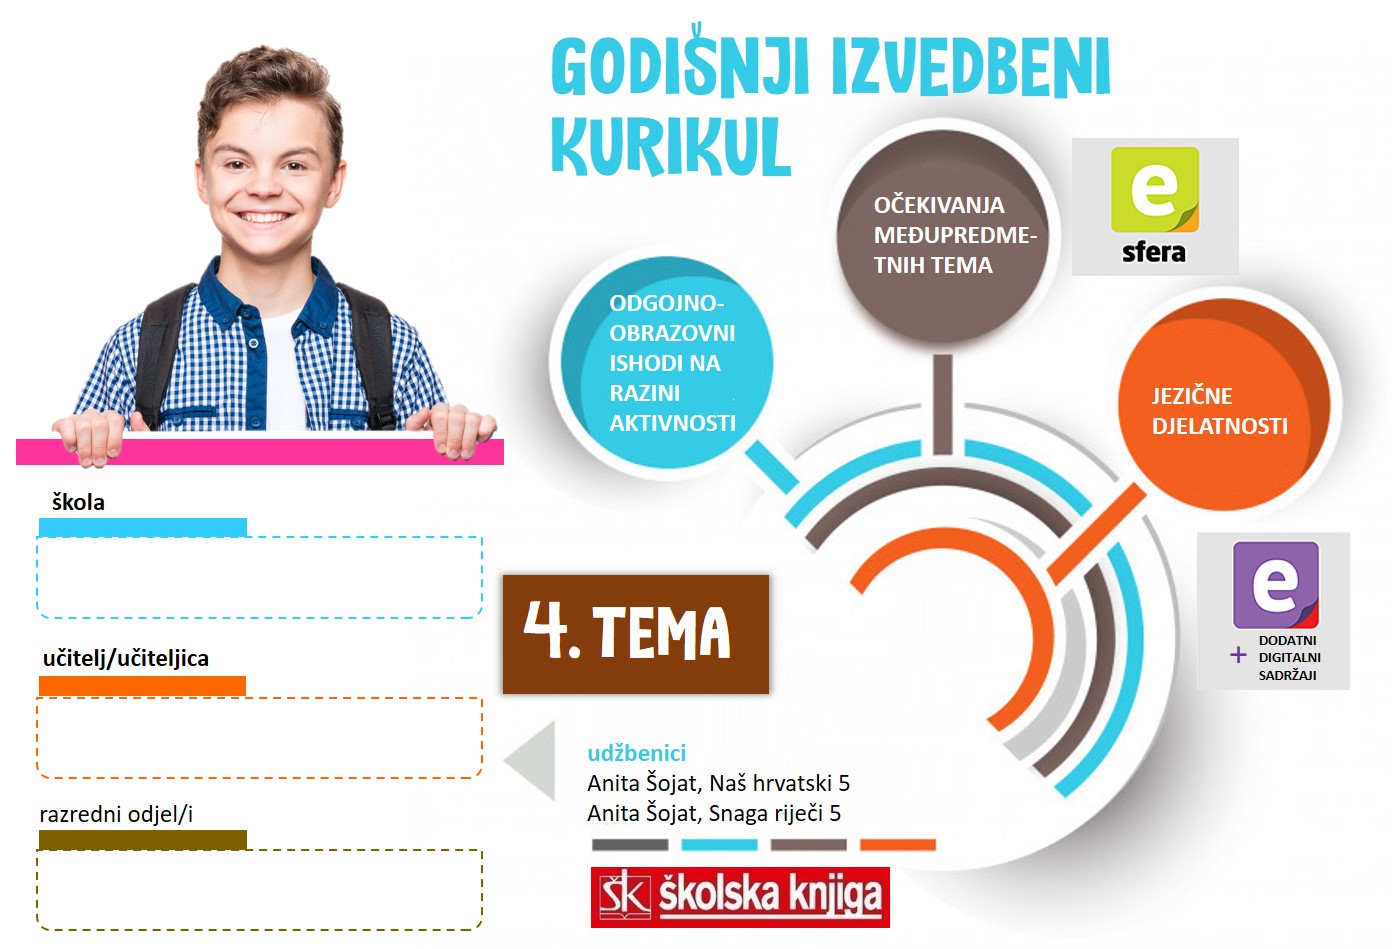 GODIŠNJI IZVEDBENI
KURIKUL
OČEKIVANJA
MEĐUPREDME-
TNIH TEMA
e
sfera
ODGOJNO-
OBRAZOVNI
ISHODI NA
RAZINI
AKTIVNOSTI
JEZIČNE
DJELATNOSTI
škola
e
+ DODATNI
DIGITALNI
SADRŽAJI
4. TEMA
učitelj/učiteljica
udžbenici
Anita Šojat, Naš hrvatski 5
Anita Šojat, Snaga riječi 5
razredni odjel/i
ŠK školska knjiga